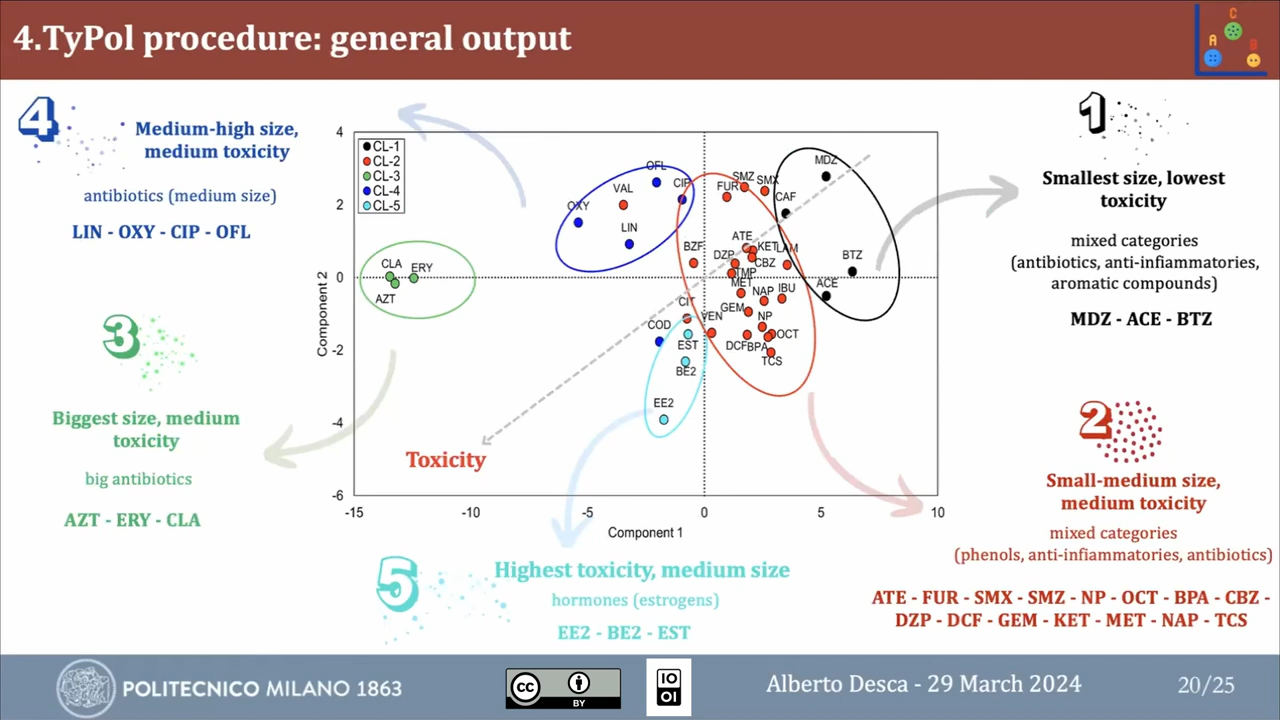 4.TyPol procedure: general output
C
A
B
4
Medium-high size,
medium toxicity
antibiotics (medium size)
LIN - OXY - CIP - OFL
3
Biggest size, medium
toxicity
big antibiotics
AZT - ERY - CLA
CL-1
CL-2
CL-3
CL-4
CL-5
4
2
0
-2
-4
-6
-15
-10
-5
0
5
10
Component 2
Component 1
OFL
VAL
CIP
OXY
LIN
CLA
ERY
AZT
MDZ
SMZ
SMX
FUR
CAF
ATE
BZF
KET
LAM
DZP
CBZ
TMP
BTZ
MET
NAP
IBU
ACE
CIT
GEM
NP
VEN
COD
OCT
EST
DCF
BPA
BE2
TCS
EE2
Toxicity
5
Highest toxicity, medium size
hormones (estrogens)
EE2 - BE2 - EST
1
Smallest size, lowest
toxicity
mixed categories
(antibiotics, anti-infiammatories,
aromatic compounds)
MDZ - ACE - BTZ
2
Small-medium size,
medium toxicity
mixed categories
(phenols, anti-infiammatories, antibiotics)
ATE - FUR - SMX - SMZ - NP - OCT - BPA - CBZ -
DZP - DCF - GEM - KET - MET - NAP - TCS
POLITECNICO MILANO 1863
CC
BY
IO
OI
Alberto Desca - 29 March 2024
20/25